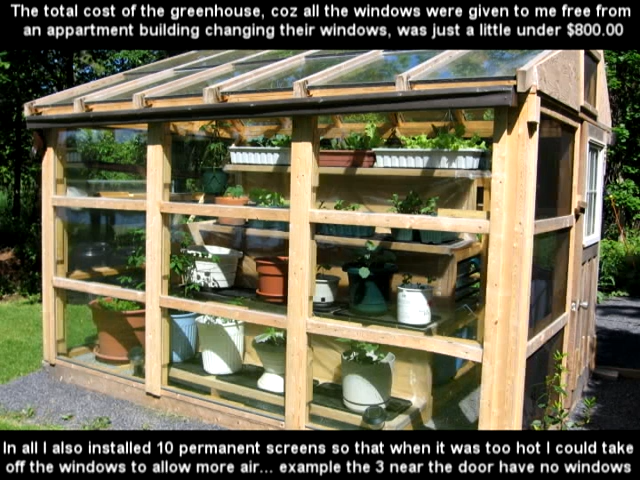 The total cost of the greenhouse, coz all the windows were given to me free from
an appartment building changing their windows, was just a little under $800.00
In all I also installed 10 permanent screens so that when it was too hot I could take
off the windows to allow more air... example the 3 near the door have no windows